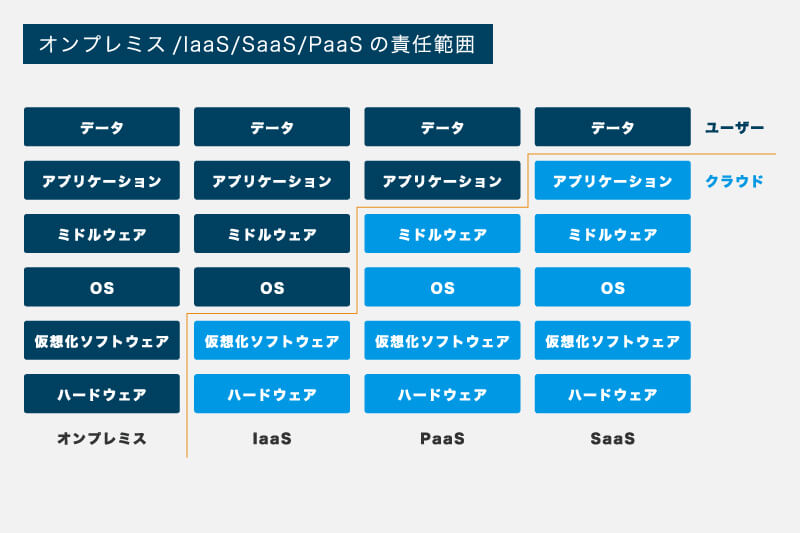 オンプレミス/IaaS/SaaS/PaaSの責任範囲
データ データ データ データ ユーザー
アプリケーション アプリケーション アプリケーション アプリケーション クラウド
ミドルウェア ミドルウェア ミドルウェア ミドルウェア
OS OS OS OS
仮想化ソフトウェア 仮想化ソフトウェア 仮想化ソフトウェア 仮想化ソフトウェア
ハードウェア ハードウェア ハードウェア ハードウェア
オンプレミス IaaS PaaS SaaS